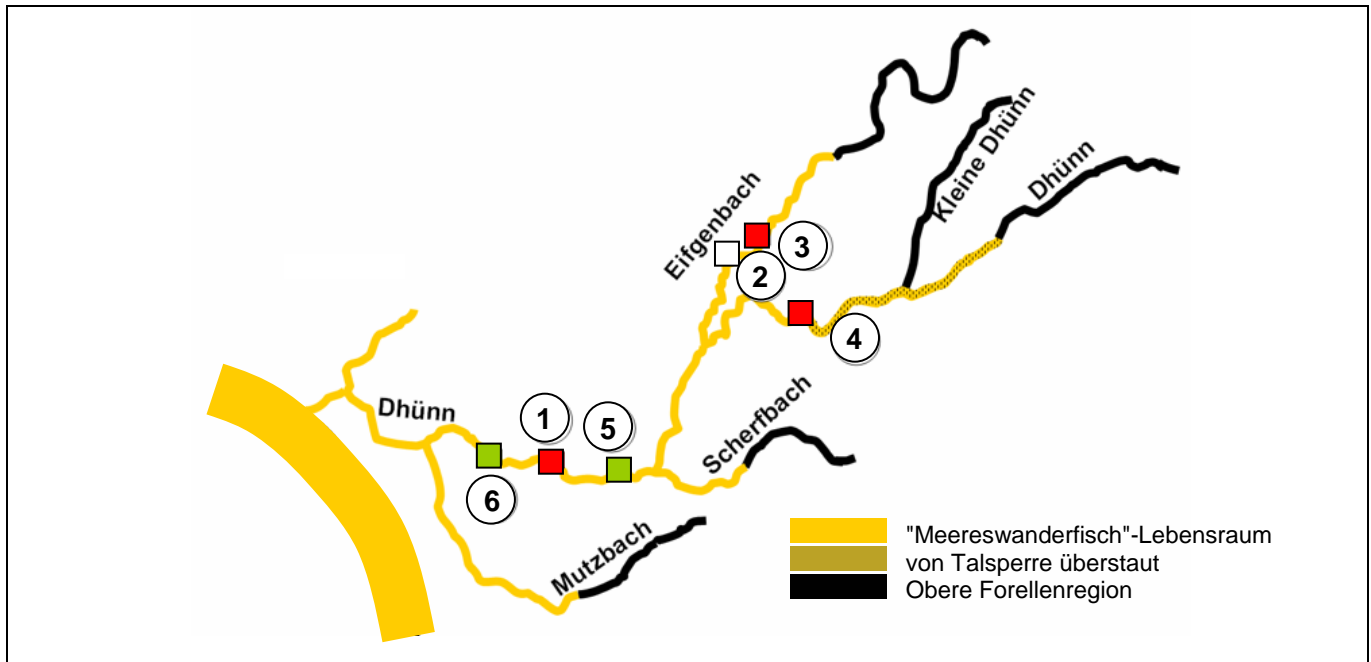 Kleine Dhünn
Dhünn
Eifgenbach
3
2
4
Scherfbach
Dhünn
1
5
6
Mutzbach
"Meereswanderfisch"-Lebensraum
von Talsperre überstaut
Obere Forellenregion